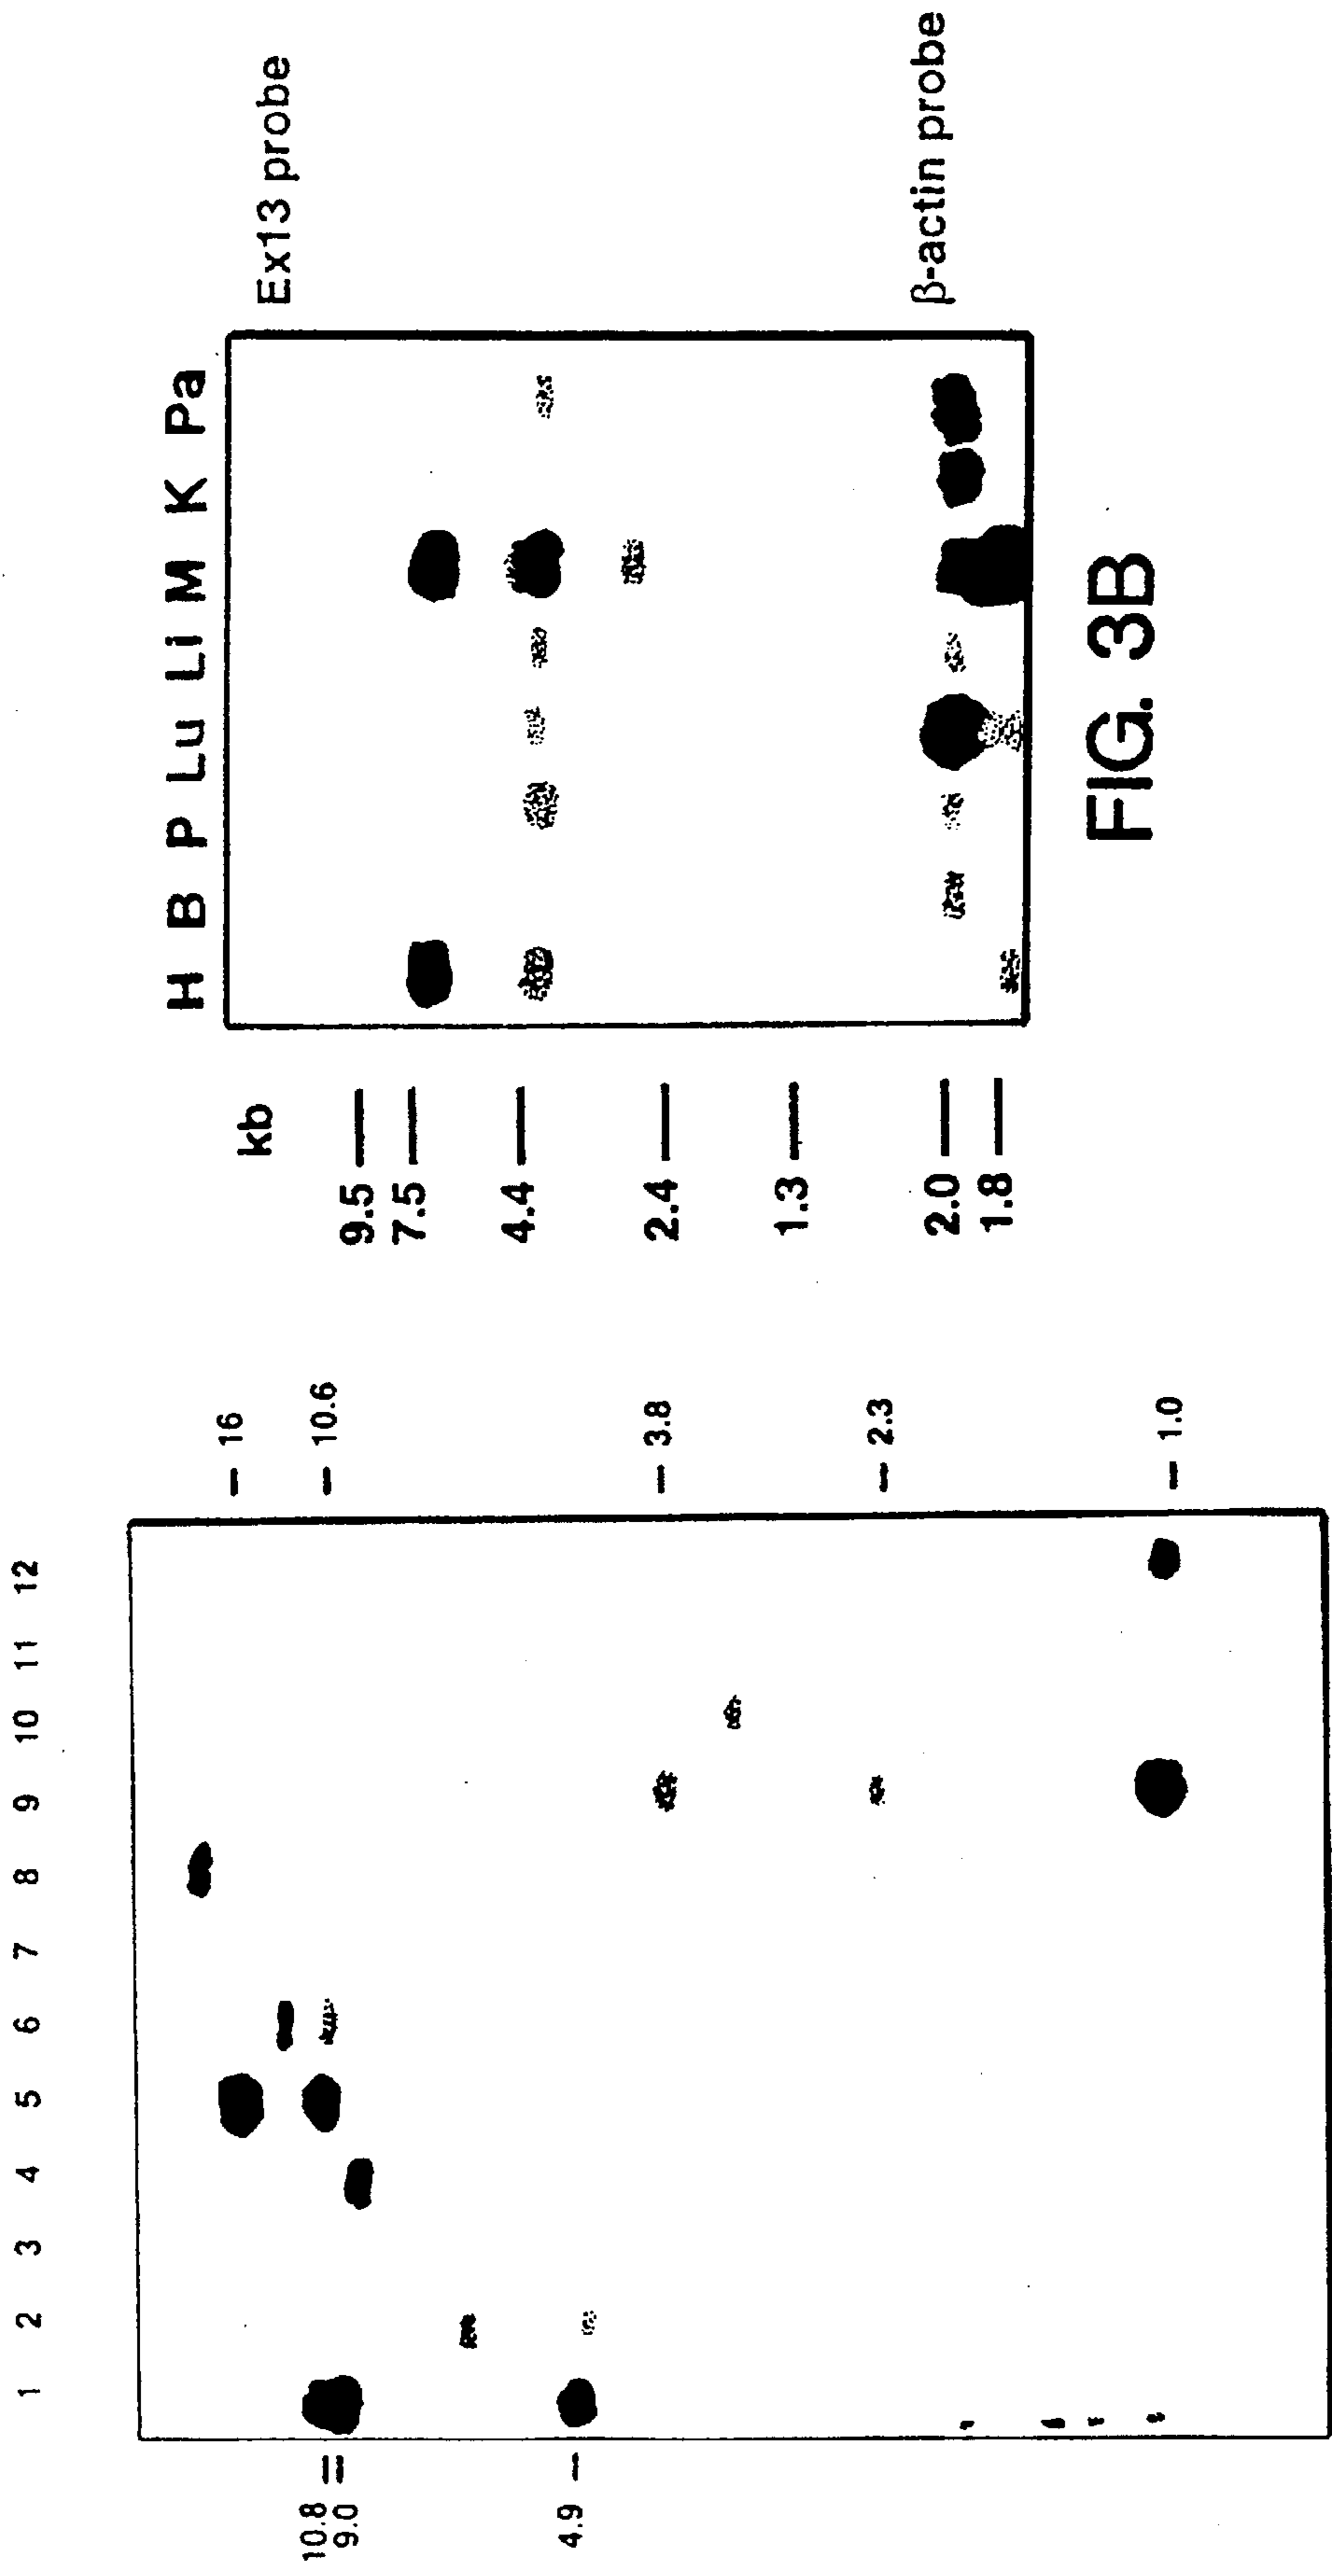 1 2 3 4 5 6 7 8 9 10 11 12
10.8
9.0
4.9
16
10.6
3.8
2.3
1.0
H B P Lu Li M K Pa
kb
9.5
7.5
4.4
2.4
1.3
2.0
1.8
Ex13 probe
β-actin probe
FIG. 3B